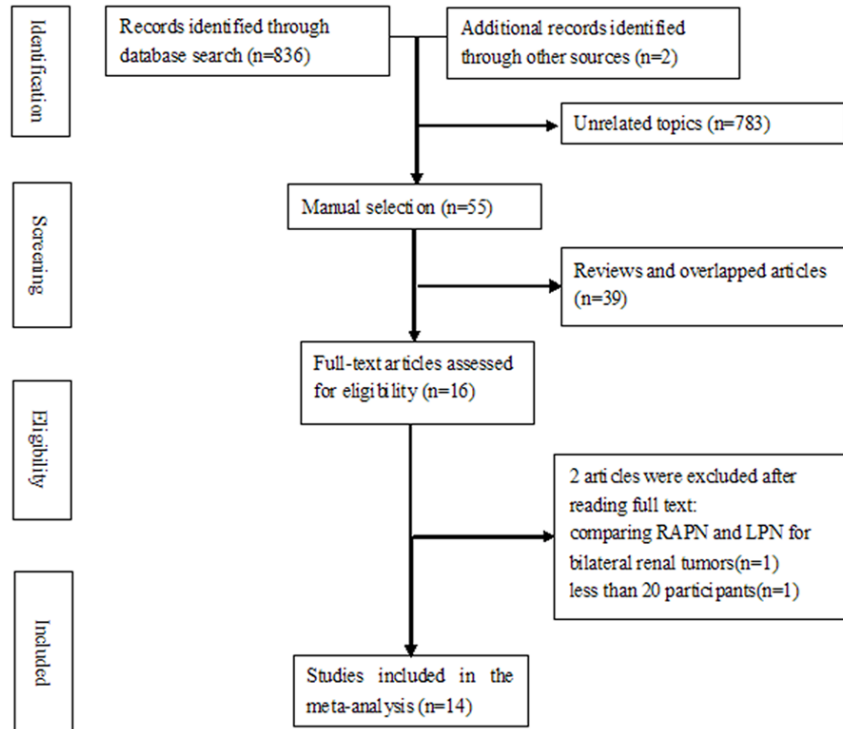 Identification
Records identified through
database search (n=836)
Additional records identified
through other sources (n=2)
Unrelated topics (n=783)
Screening
Manual selection (n=55)
Reviews and overlapped articles
(n=39)
Full-text articles assessed
for eligibility (n=16)
Eligibility
2 articles were excluded after
reading full text:
comparing RAPN and LPN for
bilateral renal tumors(n=1)
less than 20 participants(n=1)
Included
Studies included in the
meta-analysis (n=14)